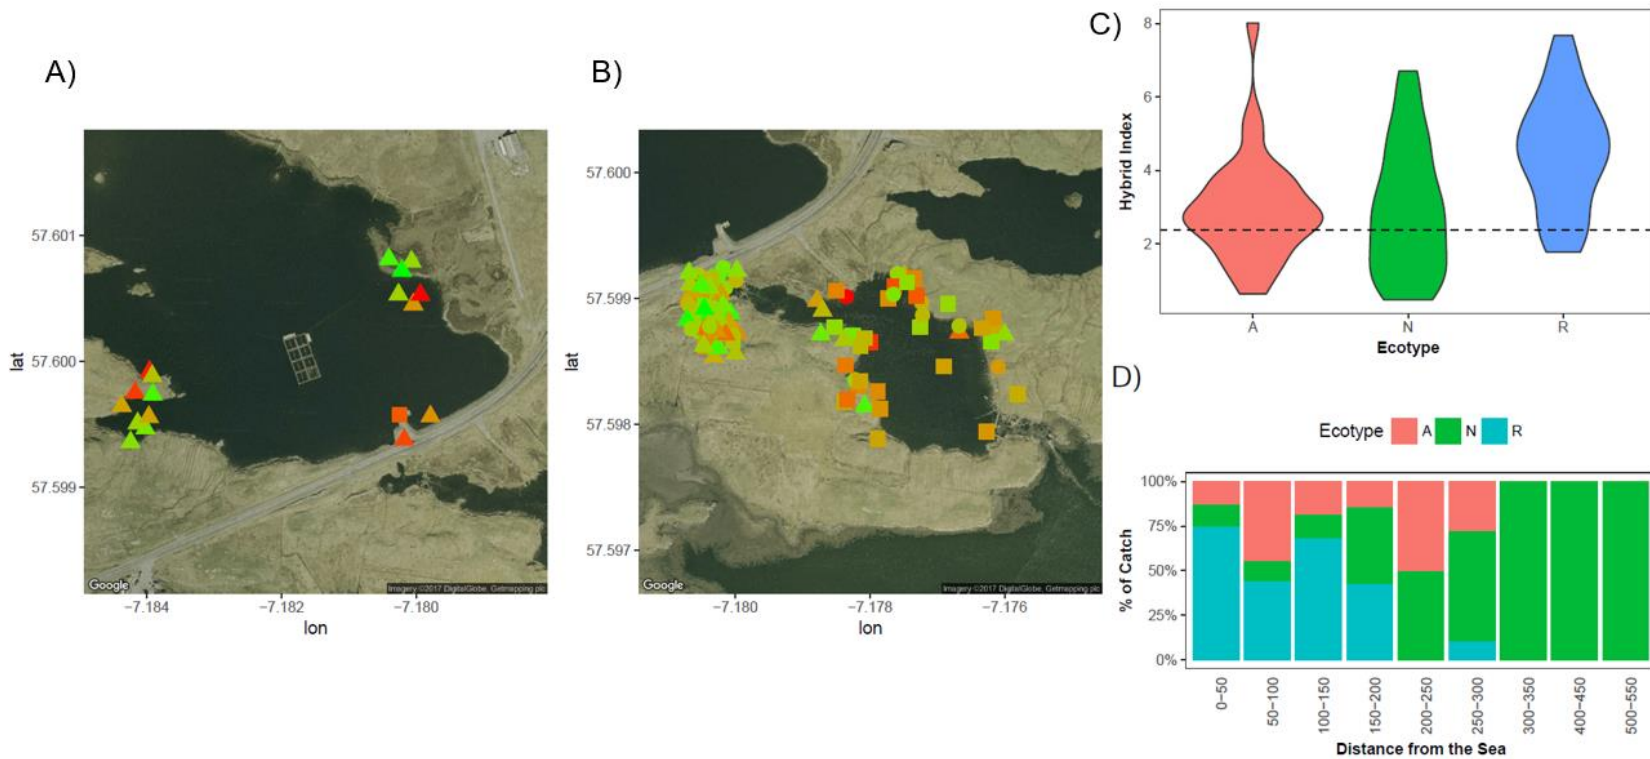 A)
57.601
57.600
57.599
lat
Google
Imagery ©2017 DigitalGlobe, Getmapping plc
−7.184
−7.182
−7.180
lon
B)
57.600
57.599
57.598
57.597
lat
Google
Imagery ©2017 DigitalGlobe, Getmapping plc
−7.180
−7.178
−7.176
lon
C)
8
6
4
2
Hybrid Index
A N R
Ecotype
D)
Ecotype A N R
100%
75%
50%
25%
0%
% of Catch
0−50
50−100
100−150
150−200
200−250
250−300
300−350
400−450
500−550
Distance from the Sea